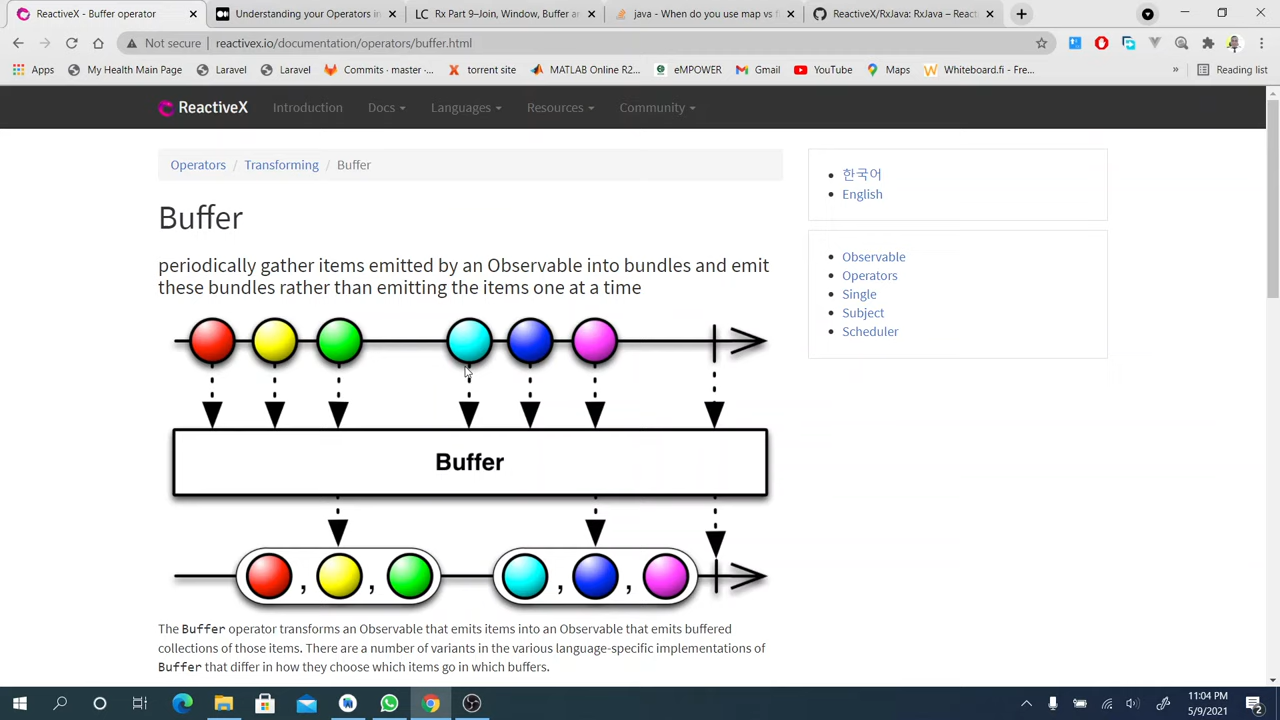 ReactiveX - Buffer operator
Understanding your Operators in
LC
Rx Part 9–Join, Window, Buffer an
java - When do you use map vs f
ReactiveX/RxJava: RxJava – React
Not secure
reactivex.io/documentation/operators/buffer.html
Apps
My Health Main Page
Laravel
Laravel
Commits · master ·...
torrent site
MATLAB Online R2...
eMPOWER
Gmail
YouTube
Maps
Whiteboard.fi - Fre...
»
Reading list
ReactiveX
Introduction
Docs
Languages
Resources
Community
Operators / Transforming / Buffer
한국어
English
Buffer
periodically gather items emitted by an Observable into bundles and emit
these bundles rather than emitting the items one at a time
Observable
Operators
Single
Subject
Scheduler
Buffer
, , , ,
The Buffer operator transforms an Observable that emits items into an Observable that emits buffered
collections of those items. There are a number of variants in the various language-specific implementations of
Buffer that differ in how they choose which items go in which buffers.
11:04 PM
5/9/2021
2